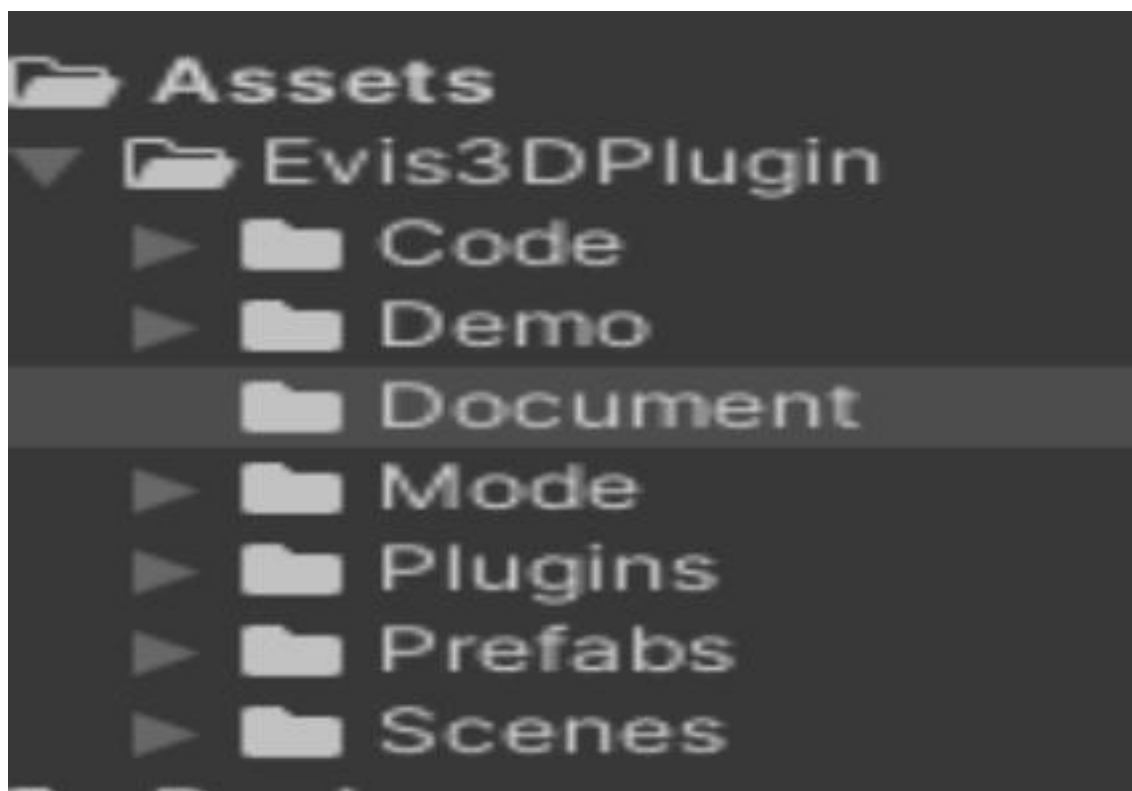 Assets
Evis3DPlugin
Code
Demo
Document
Mode
Plugins
Prefabs
Scenes